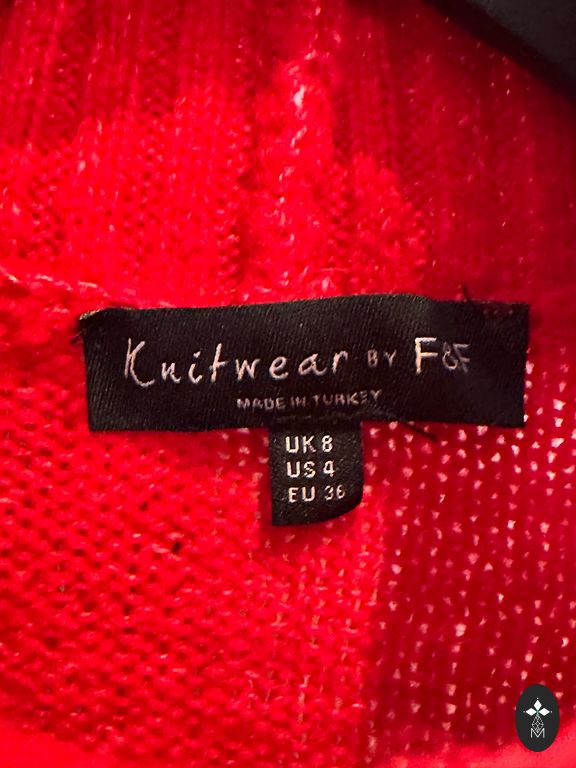 Knitwear BY F&F
MADE IN TURKEY
UK 8
US 4
EU 36
M